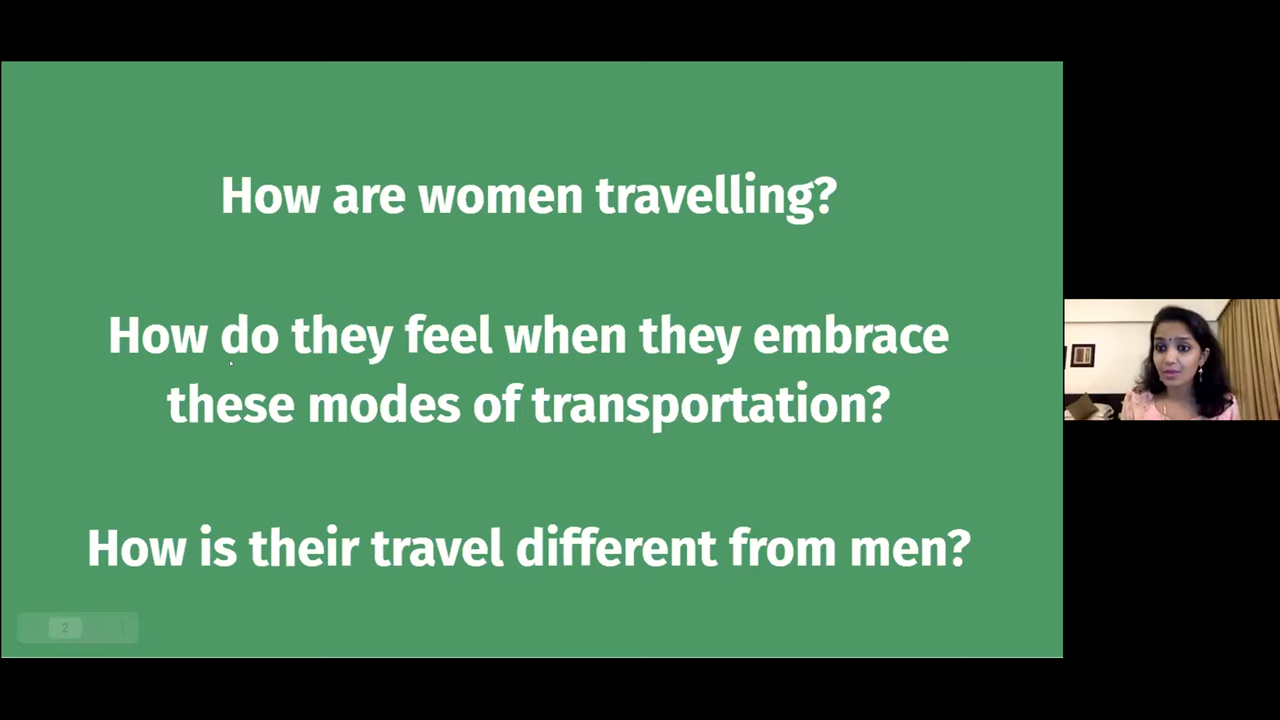 How are women travelling?
How do they feel when they embrace
these modes of transportation?
How is their travel different from men?
2